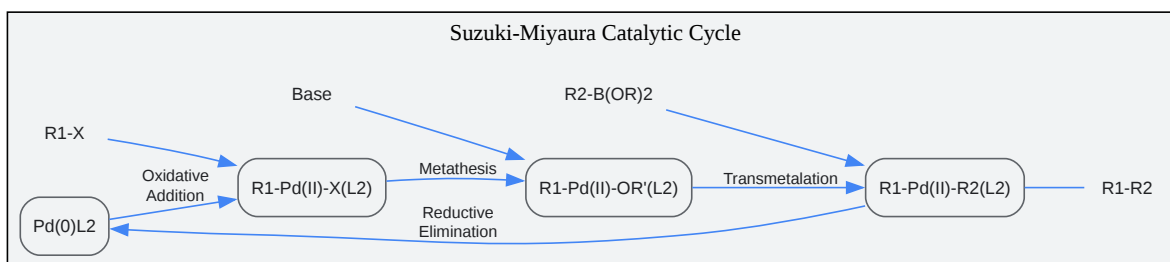 Suzuki-Miyaura Catalytic Cycle
Base
R2-B(OR)2
R1-X
Oxidative
Addition
Metathesis
Transmetalation
R1-Pd(II)-X(L2)
R1-Pd(II)-OR'(L2)
R1-Pd(II)-R2(L2)
R1-R2
Pd(0)L2
Reductive
Elimination